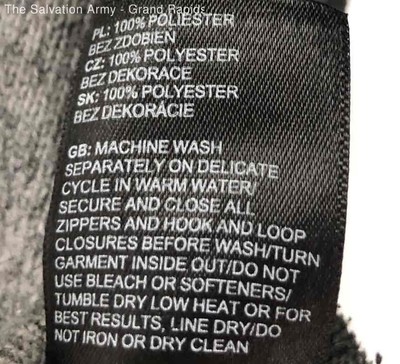 The Salvation Army - Grand Rapids
PL: 100% POLIESTER
BEZ ZDOBIEN
CZ: 100% POLYESTER
BEZ DEKORACE
SK: 100% POLYESTER
BEZ DEKORÁCIE
GB: MACHINE WASH
SEPARATELY ON DELICATE
CYCLE IN WARM WATER/
SECURE AND CLOSE ALL
ZIPPERS AND HOOK AND LOOP
CLOSURES BEFORE WASH/TURN
GARMENT INSIDE OUT/DO NOT
USE BLEACH OR SOFTENERS/
TUMBLE DRY LOW HEAT OR FOR
BEST RESULTS, LINE DRY/DO
NOT IRON OR DRY CLEAN